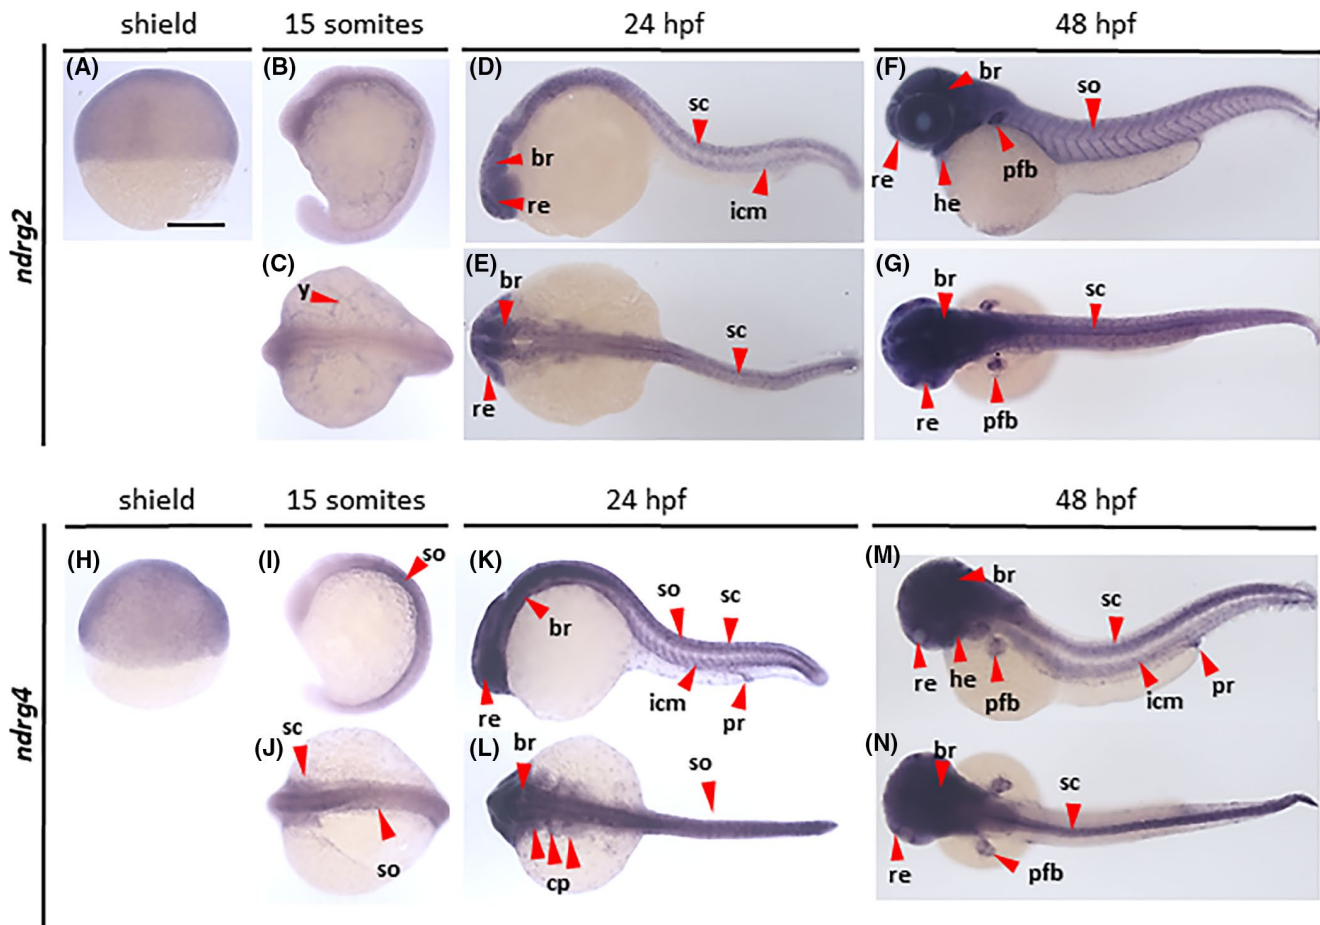 shield 15 somites 24 hpf 48 hpf
ndrg2
(A) (B) (D) (F)
br
so
sc
br
re
icm
re
he
pfb
(C) (E) (G)
y
br
sc
re
br
sc
re
pfb
shield 15 somites 24 hpf 48 hpf
ndrg4
(H) (I) (K) (M)
so
br
so
sc
icm
pr
re
br
sc
re
he
pfb
icm
pr
(J) (L) (N)
sc
so
br
so
cp
br
sc
re
pfb